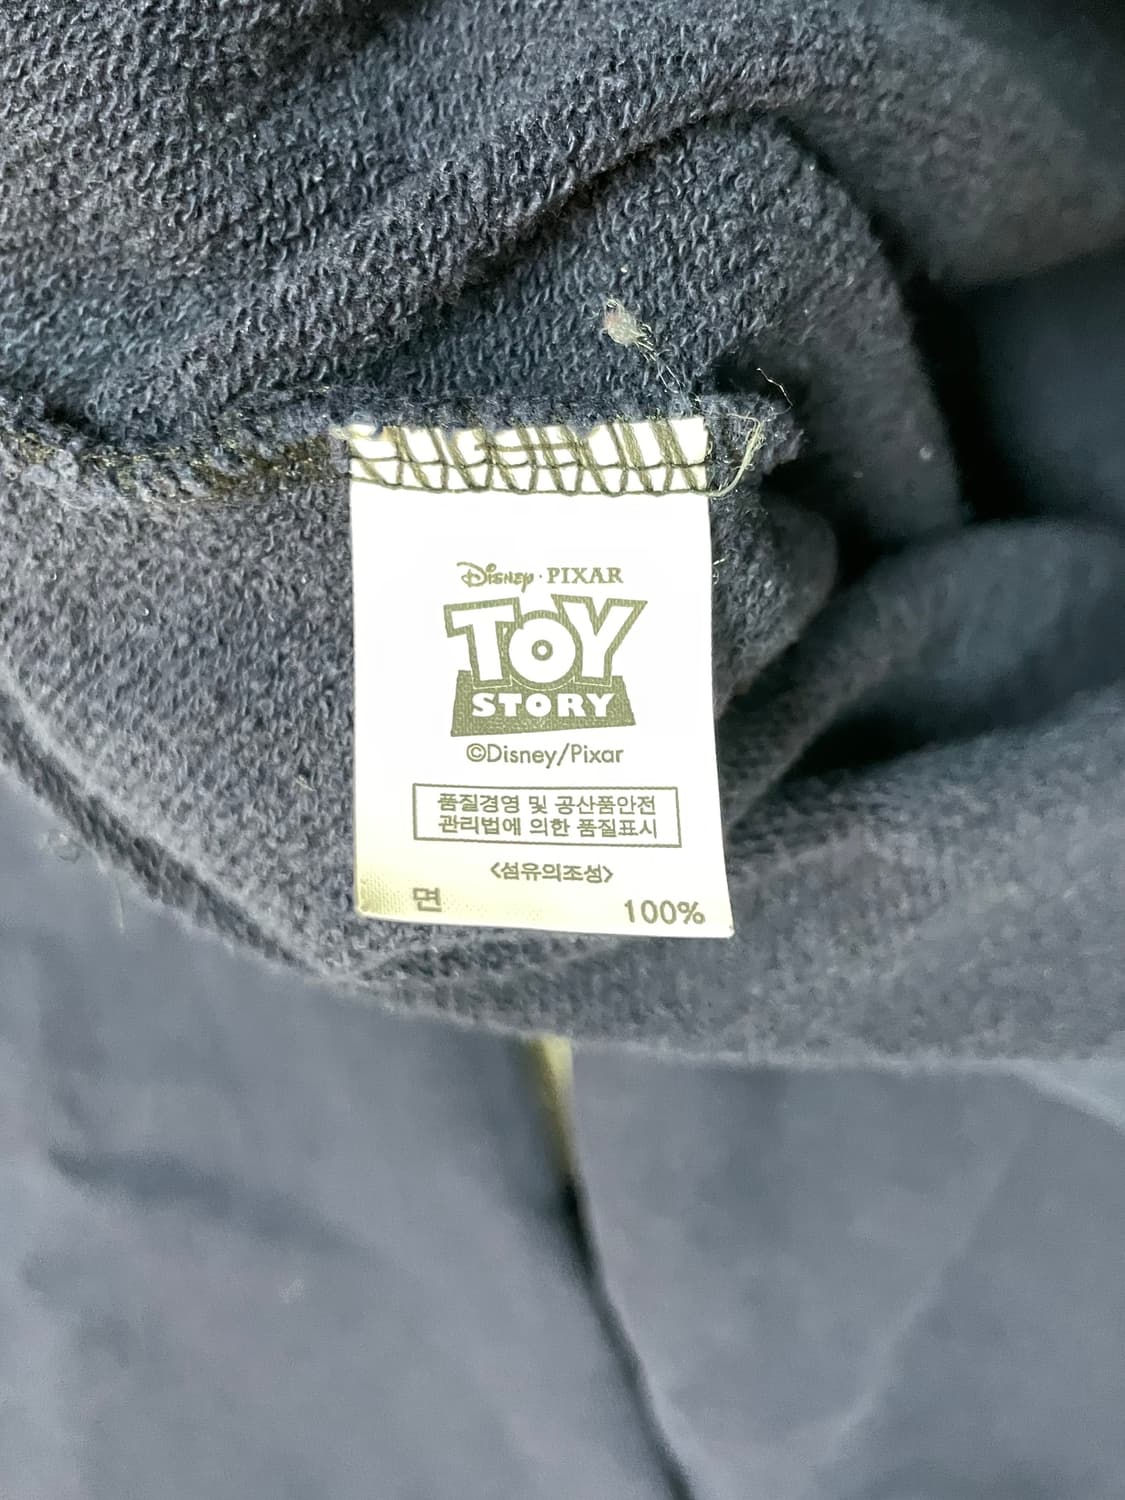 Disney · PIXAR
TOY
STORY
©Disney/Pixar
품질경영 및 공산품안전
관리법에 의한 품질표시
<섬유의조성>
면 100%